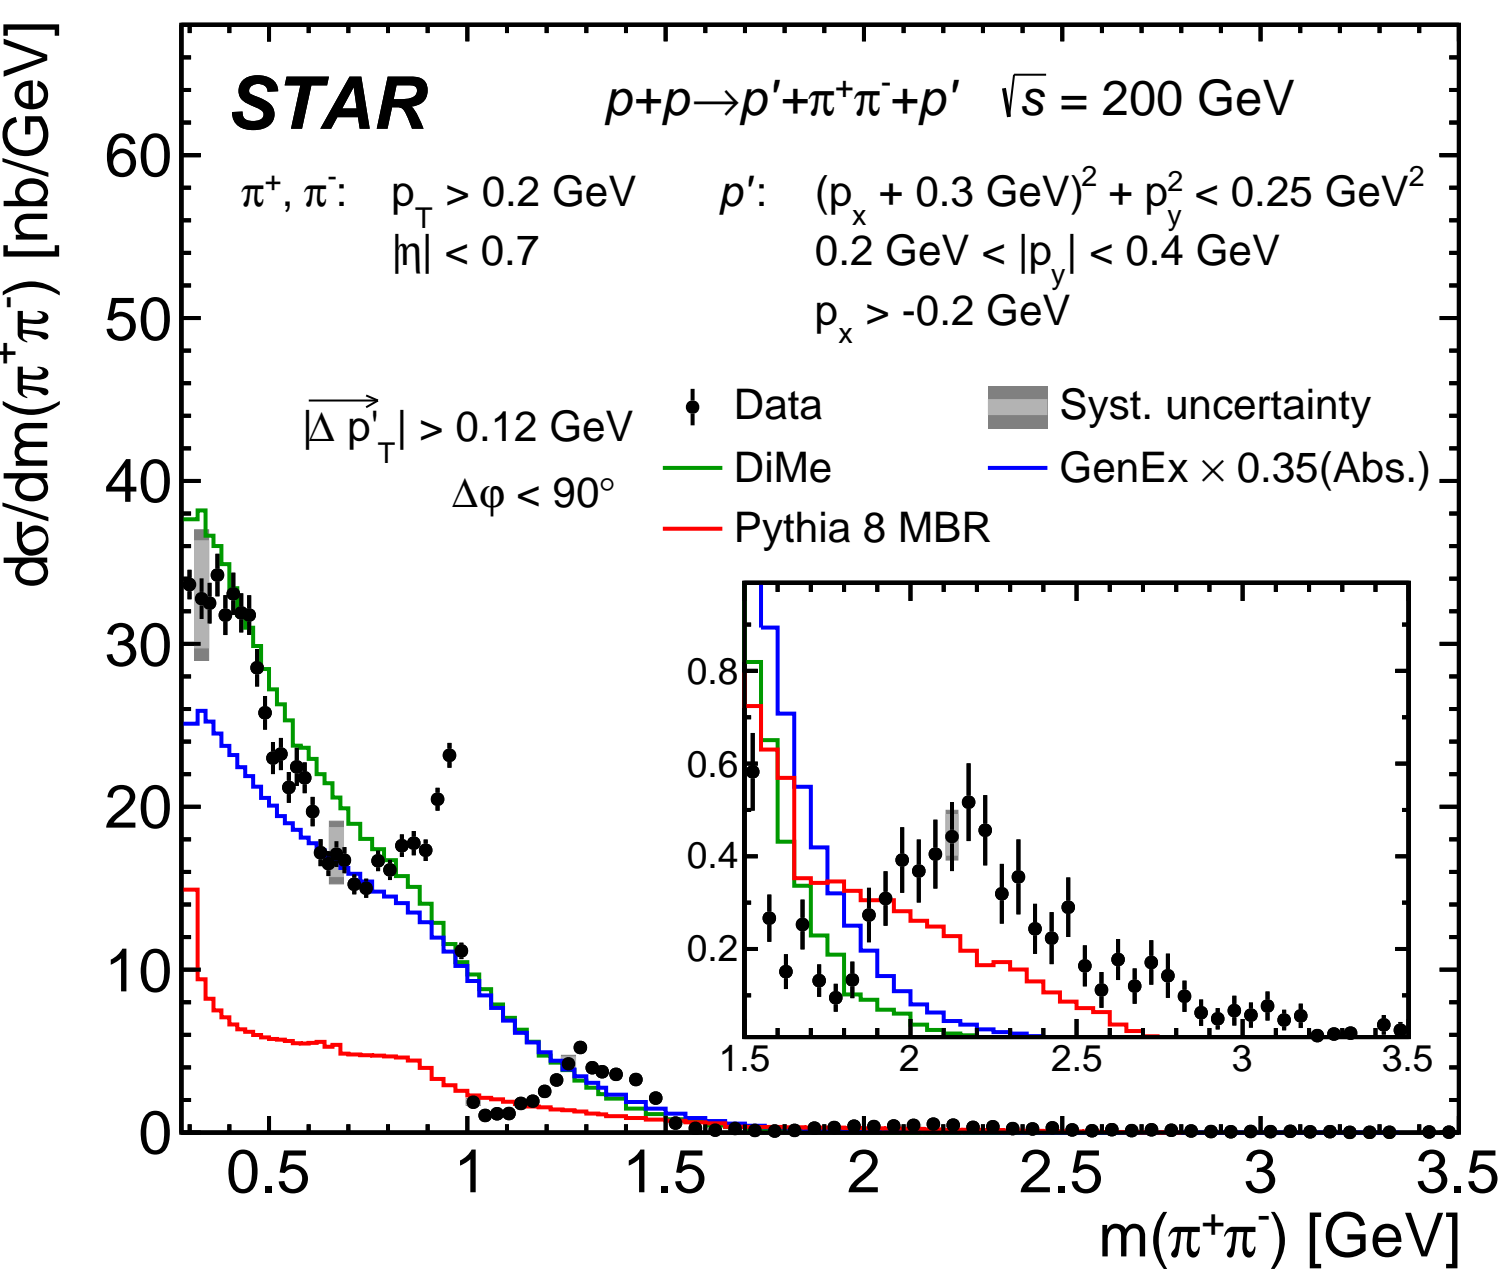 STAR
p+p→p′+π⁺π⁻+p′ √s = 200 GeV
π⁺, π⁻: p_T > 0.2 GeV
|η| < 0.7
p′: (p_x + 0.3 GeV)² + p_y² < 0.25 GeV²
0.2 GeV < |p_y| < 0.4 GeV
p_x > -0.2 GeV
|Δ p⃗'_T| > 0.12 GeV
Δφ < 90°
Data
Syst. uncertainty
DiMe
GenEx × 0.35(Abs.)
Pythia 8 MBR
dσ/dm(π⁺π⁻) [nb/GeV]
60
50
40
30
20
10
0
0.8
0.6
0.4
0.2
1.5 2 2.5 3 3.5
0.5 1 1.5 2 2.5 3 3.5
m(π⁺π⁻) [GeV]